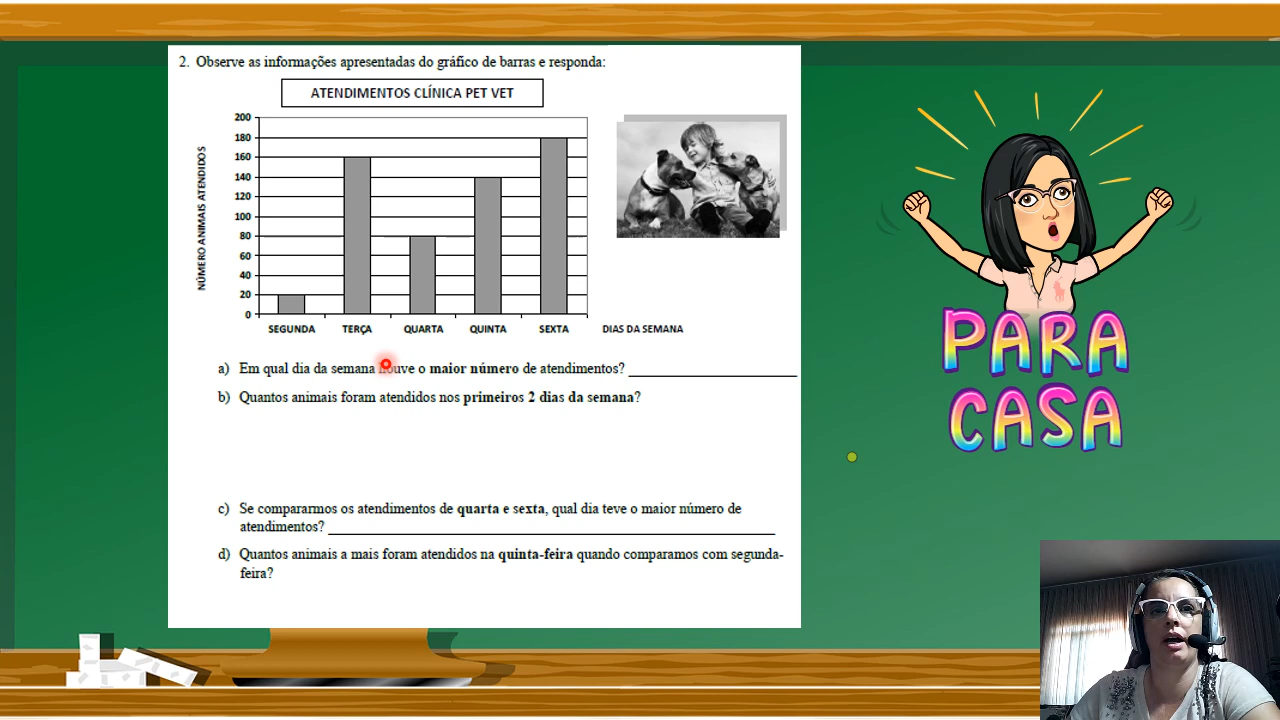 2. Observe as informações apresentadas do gráfico de barras e responda:
ATENDIMENTOS CLÍNICA PET VET
NÚMERO ANIMAIS ATENDIDOS
200
180
160
140
120
100
80
60
40
20
0
SEGUNDA TERÇA QUARTA QUINTA SEXTA DIAS DA SEMANA
a) Em qual dia da semana houve o maior número de atendimentos?
b) Quantos animais foram atendidos nos primeiros 2 dias da semana?
c) Se compararmos os atendimentos de quarta e sexta, qual dia teve o maior número de
atendimentos?
d) Quantos animais a mais foram atendidos na quinta-feira quando comparamos com segunda-
feira?
PARA
CASA